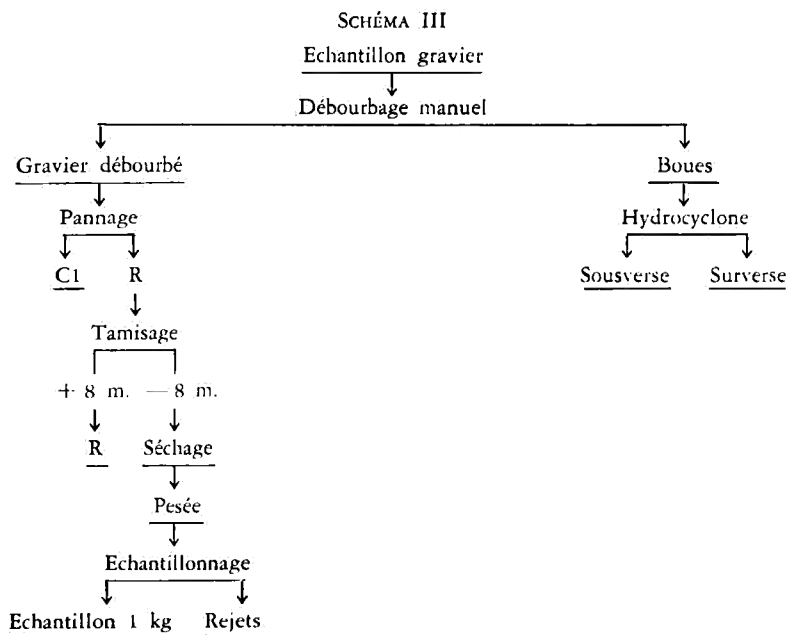 SCHÉMA III
Echantillon gravier
Débourbage manuel
Gravier débourbé Boues
Pannage Hydrocyclone
C1 R Sousverse Surverse
Tamisage
+ 8 m. — 8 m.
R Séchage
Pesée
Echantillonnage
Echantillon 1 kg Rejets